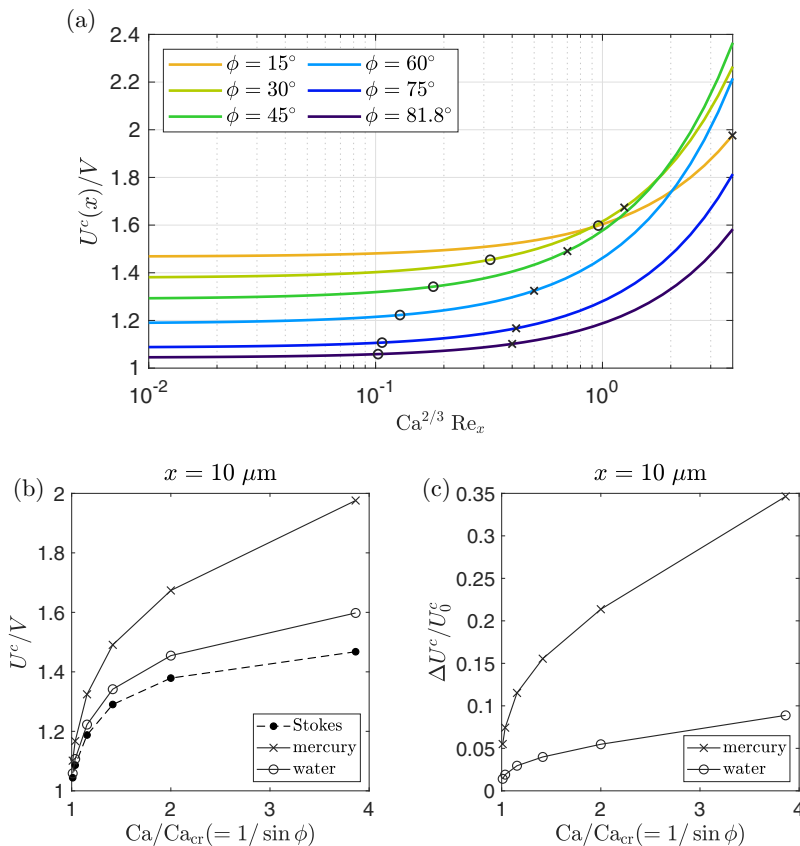 (a)
2.4
2.2
2
1.8
1.6
1.4
1.2
1
U^c(x)/V
ϕ = 15° ϕ = 60°
ϕ = 30° ϕ = 75°
ϕ = 45° ϕ = 81.8°
10^-2 10^-1 10^0
Ca^2/3 Re_x
(b)
x = 10 μm
2
1.8
1.6
1.4
1.2
1
U^c/V
Stokes
mercury
water
1 2 3 4
Ca/Ca_cr(= 1/ sin ϕ)
(c)
x = 10 μm
0.35
0.3
0.25
0.2
0.15
0.1
0.05
0
ΔU^c/U_0^c
mercury
water
1 2 3 4
Ca/Ca_cr(= 1/ sin ϕ)